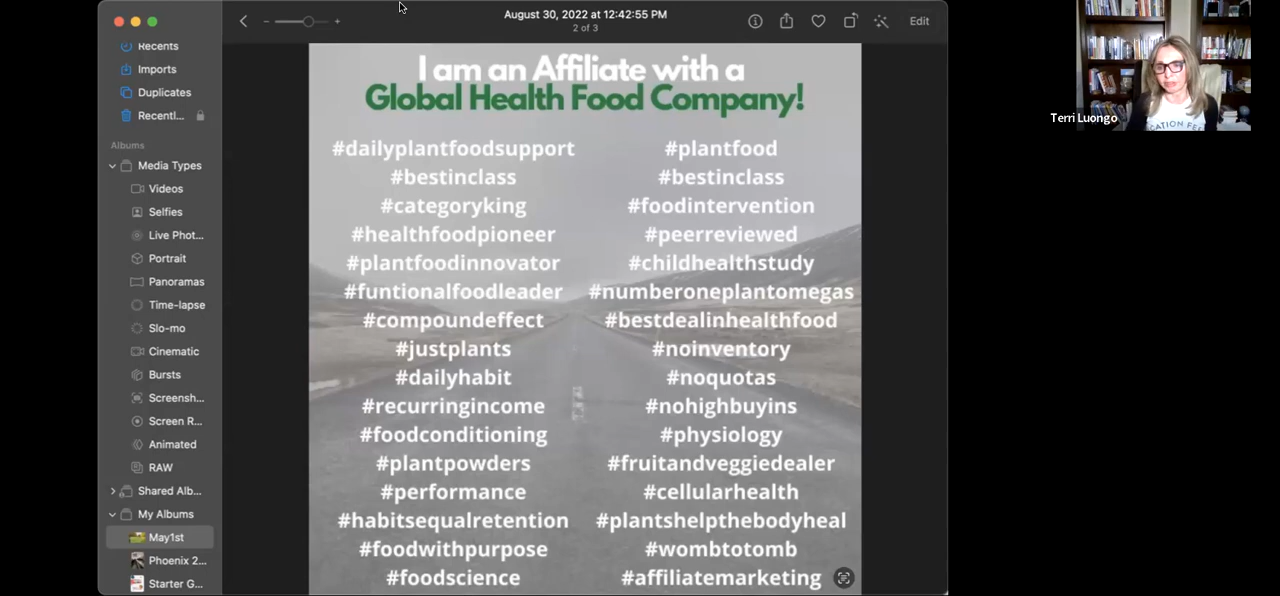 August 30, 2022 at 12:42:55 PM
2 of 3
Edit
Recents
Imports
Duplicates
Recentl...
Albums
Media Types
Videos
Selfies
Live Phot...
Portrait
Panoramas
Time-lapse
Slo-mo
Cinematic
Bursts
Screensh...
Screen R...
Animated
RAW
Shared Alb...
My Albums
May1st
Phoenix 2...
Starter G...
I am an Affiliate with a
Global Health Food Company!
#dailyplantfoodsupport
#bestinclass
#categoryking
#healthfoodpioneer
#plantfoodinnovator
#funtionalfoodleader
#compoundeffect
#justplants
#dailyhabit
#recurringincome
#foodconditioning
#plantpowders
#performance
#habitsequalretention
#foodwithpurpose
#foodscience
#plantfood
#bestinclass
#foodintervention
#peerreviewed
#childhealthstudy
#numberoneplantomegas
#bestdealinhealthfood
#noinventory
#noquotas
#nohighbuyins
#physiology
#fruitandveggiedealer
#cellularhealth
#plantshelpthebodyheal
#wombtotomb
#affiliatemarketing
Terri Luongo